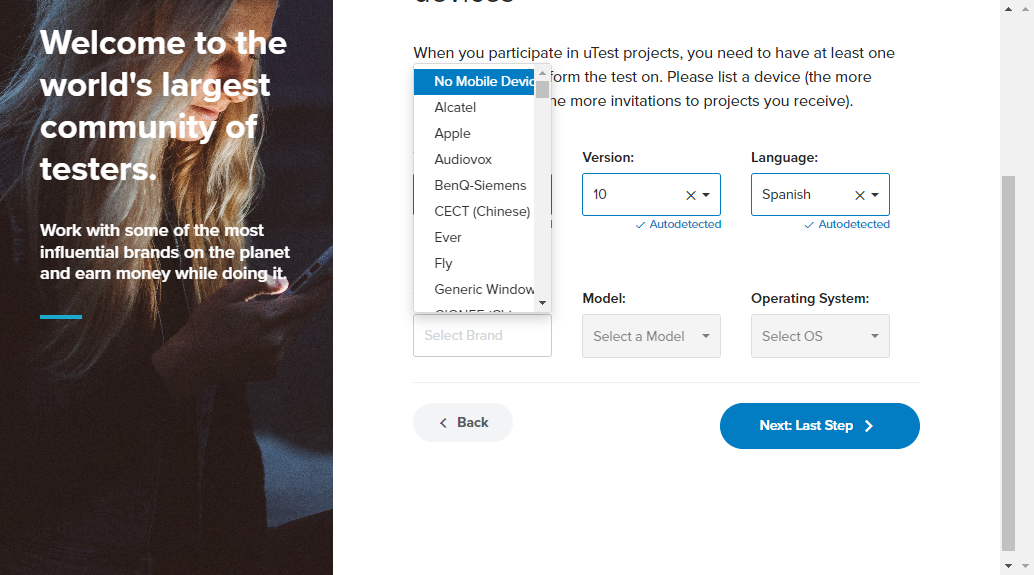 Welcome to the
world's largest
community of
testers.
Work with some of the most
influential brands on the planet
and earn money while doing it.
devices
When you participate in uTest projects, you need to have at least one
form the test on. Please list a device (the more
more invitations to projects you receive).
No Mobile Devic
Alcatel
Apple
Audiovox
BenQ-Siemens
CECT (Chinese)
Ever
Fly
Generic Window
Version:
Language:
10
Spanish
Autodetected
Autodetected
Model:
Operating System:
Select Brand
Select a Model
Select OS
Back
Next: Last Step